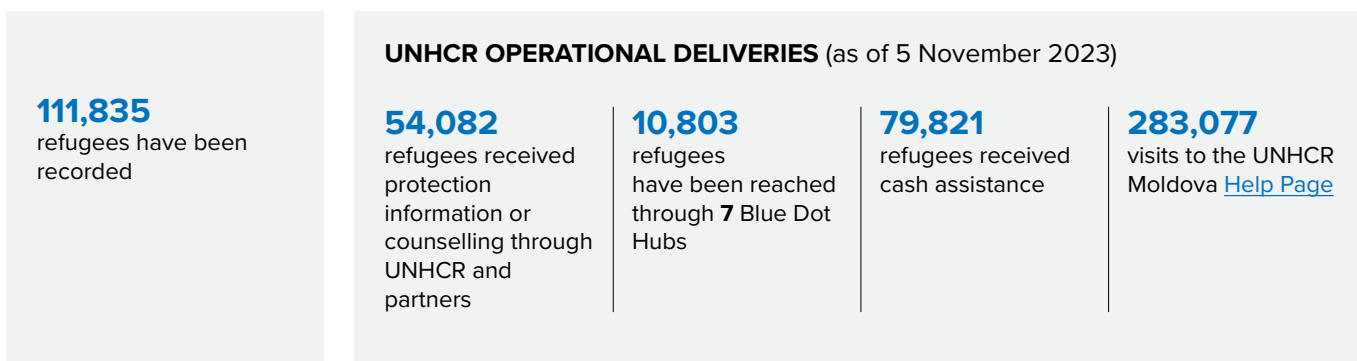 111,835
refugees have been
recorded
UNHCR OPERATIONAL DELIVERIES (as of 5 November 2023)
54,082
refugees received
protection
information or
counselling through
UNHCR and
partners
10,803
refugees
have been reached
through 7 Blue Dot
Hubs
79,821
refugees received
cash assistance
283,077
visits to the UNHCR
Moldova Help Page